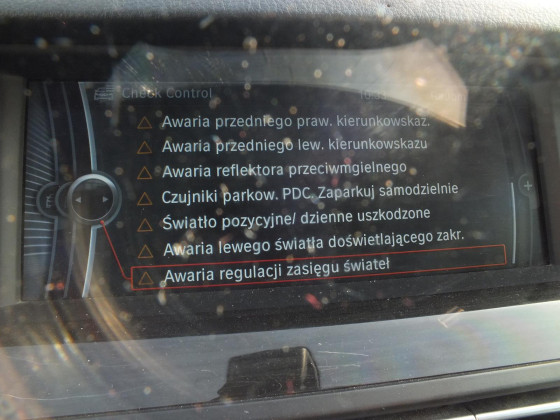 Check Control
Awaria przedniego praw. kierunkowskaz.
Awaria przedniego lew. kierunkowskazu
Awaria reflektora przeciwmgielnego
Czujniki parkow. PDC. Zaparkuj samodzielnie
Światło pozycyjne/ dzienne uszkodzone
Awaria lewego światła doświetlającego zakr.
Awaria regulacji zasięgu świateł